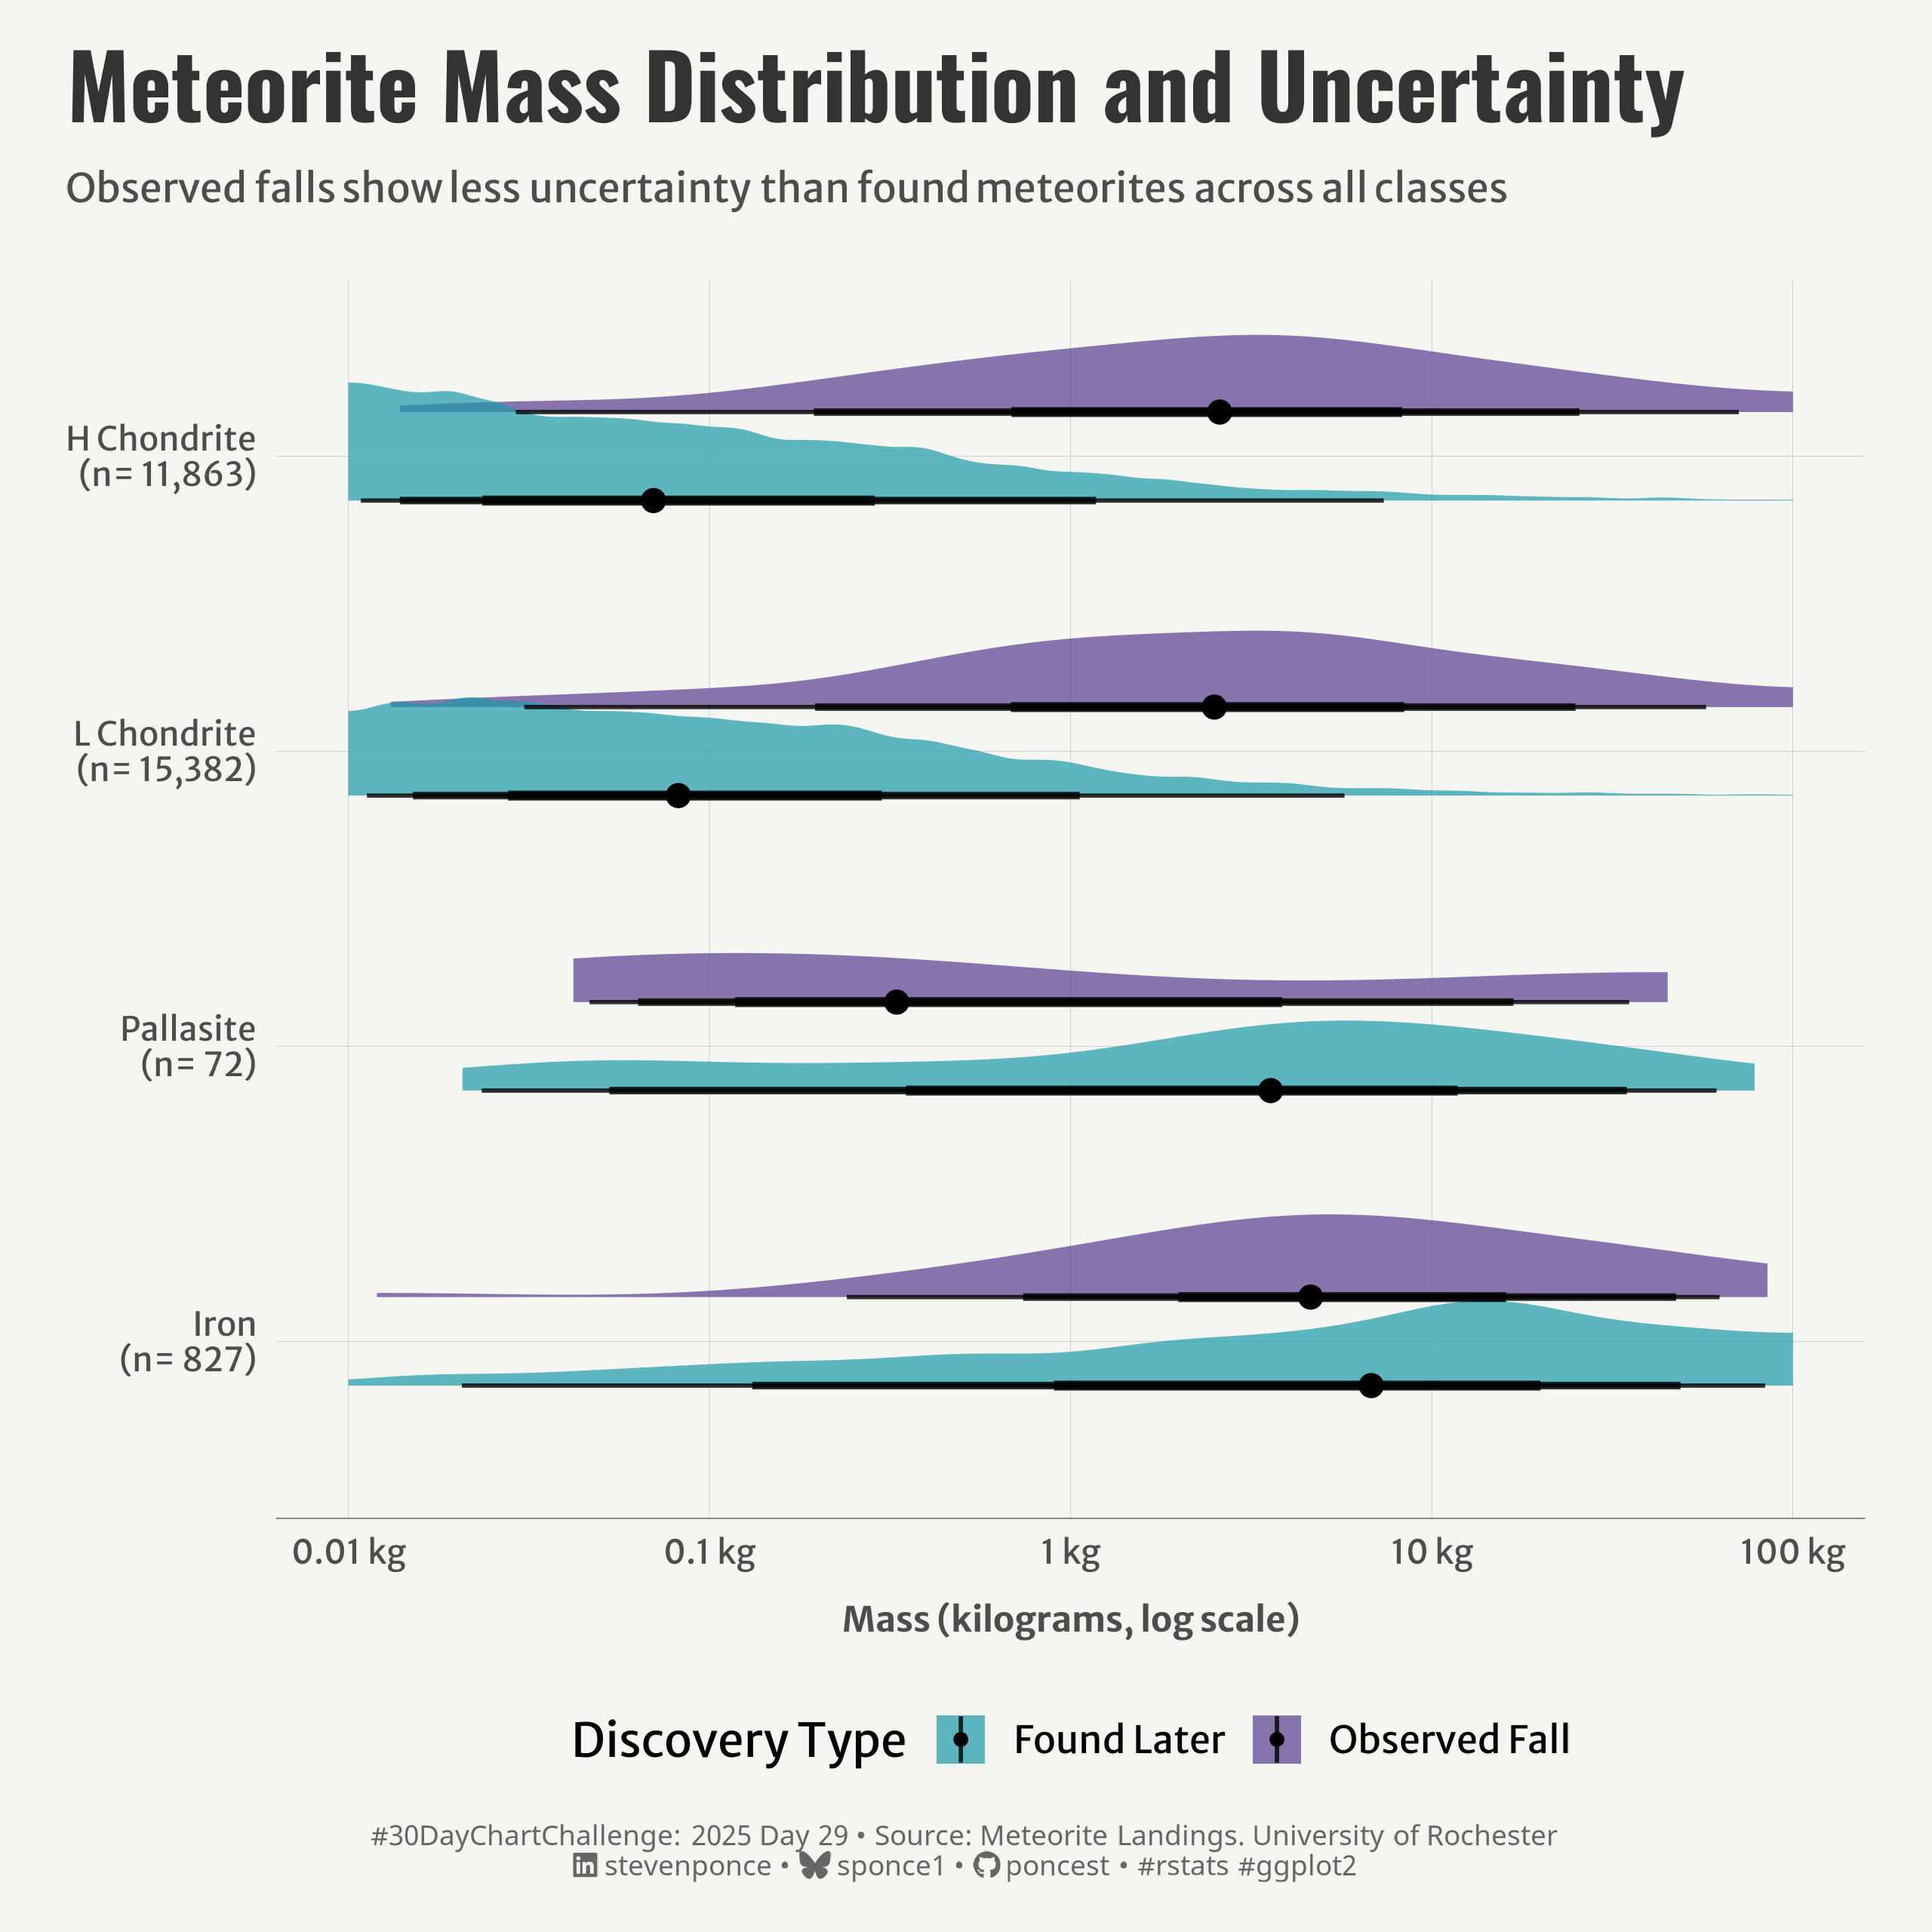 Meteorite Mass Distribution and Uncertainty
Observed falls show less uncertainty than found meteorites across all classes
H Chondrite
(n= 11,863)
L Chondrite
(n= 15,382)
Pallasite
(n= 72)
Iron
(n= 827)
0.01 kg
0.1 kg
1 kg
10 kg
100 kg
Mass (kilograms, log scale)
Discovery Type
Found Later
Observed Fall
#30DayChartChallenge: 2025 Day 29 • Source: Meteorite Landings. University of Rochester
in stevenponce • sponce1 • poncest • #rstats #ggplot2